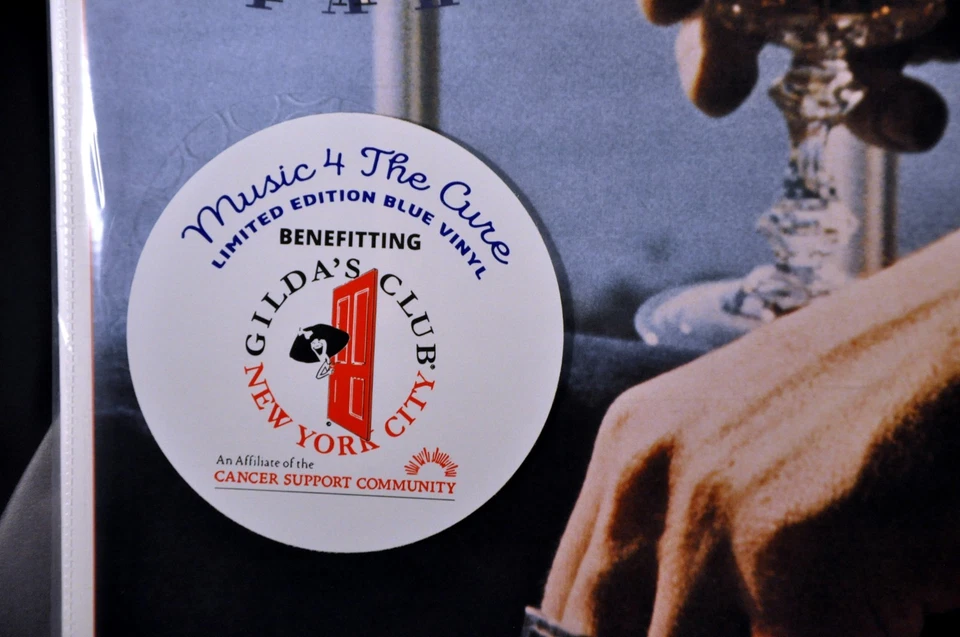 Music 4 The Cure
LIMITED EDITION BLUE VINYL
BENEFITTING
GILDA'S CLUB®
NEW YORK CITY
An Affiliate of the
CANCER SUPPORT COMMUNITY